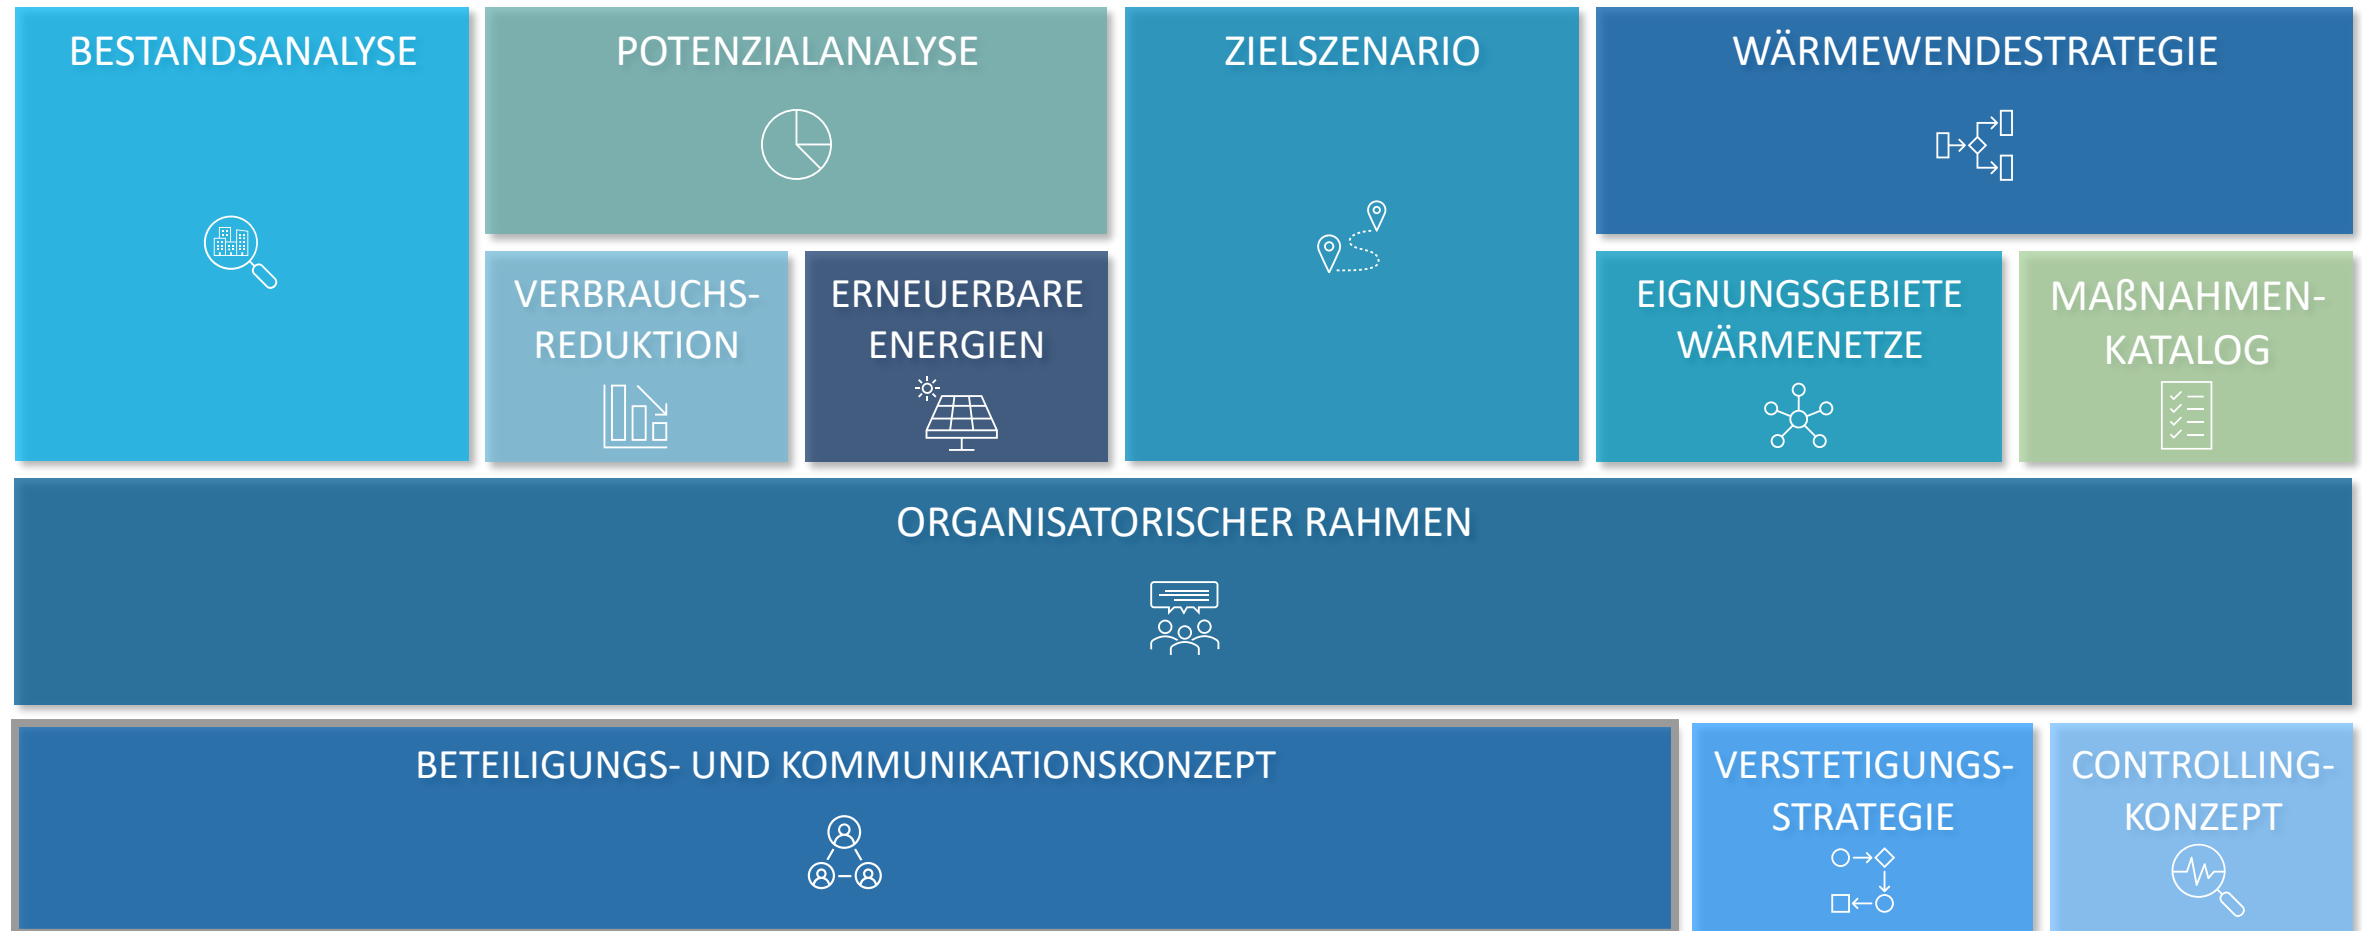 BESTANDSANALYSE
POTENZIALANALYSE
ZIELSZENARIO
WÄRMEWENDESTRATEGIE
VERBRAUCHS-
REDUKTION
ERNEUERBARE
ENERGIEN
EIGNUNGSGEBIETE
WÄRMENETZE
MAßNAHMEN-
KATALOG
ORGANISATORISCHER RAHMEN
BETEILIGUNGS- UND KOMMUNIKATIONSKONZEPT
VERSTETIGUNGS-
STRATEGIE
CONTROLLING-
KONZEPT